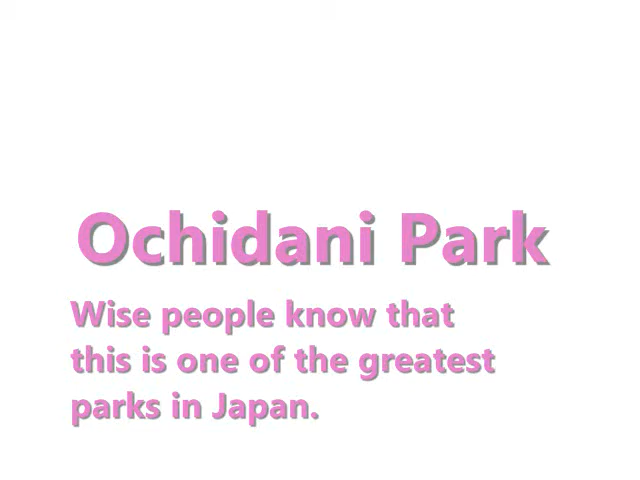 Ochidani Park
Wise people know that
this is one of the greatest
parks in Japan.